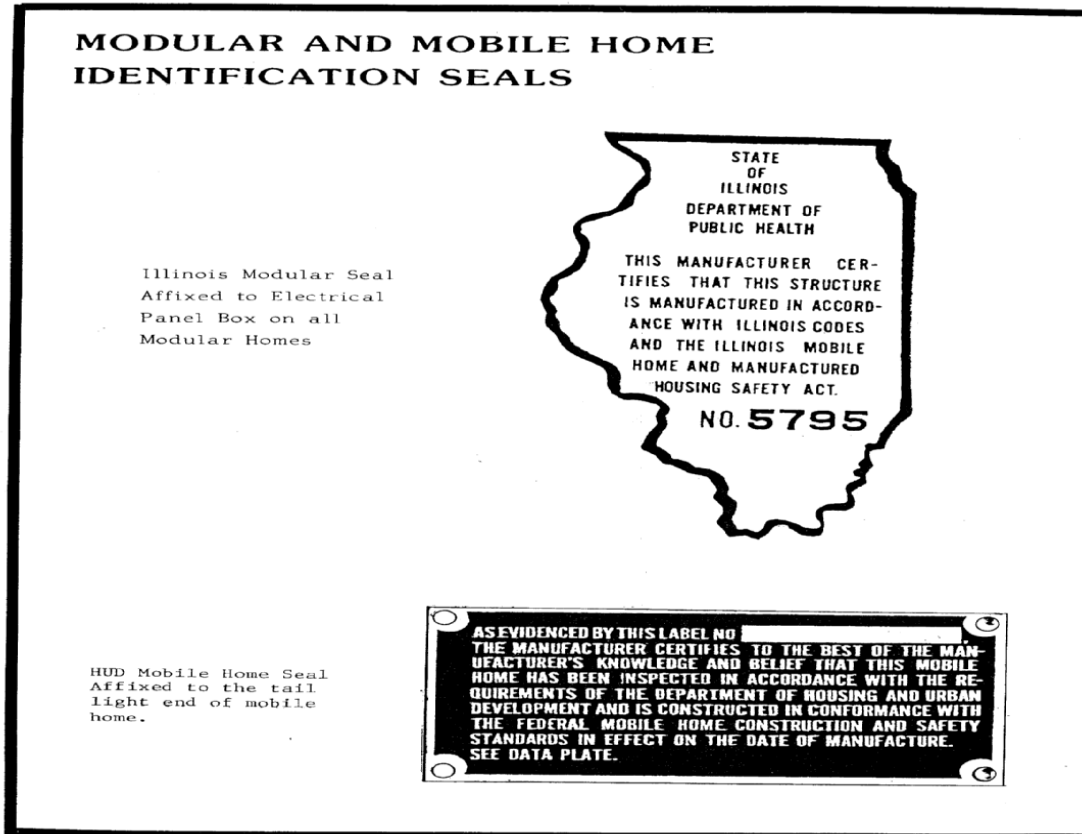 MODULAR AND MOBILE HOME
IDENTIFICATION SEALS
STATE
OF
ILLINOIS
DEPARTMENT OF
PUBLIC HEALTH
THIS MANUFACTURER CER-
TIFIES THAT THIS STRUCTURE
IS MANUFACTURED IN ACCORD-
ANCE WITH ILLINOIS CODES
AND THE ILLINOIS MOBILE
HOME AND MANUFACTURED
HOUSING SAFETY ACT.
NO. 5795
Illinois Modular Seal
Affixed to Electrical
Panel Box on all
Modular Homes
HUD Mobile Home Seal
Affixed to the tail
light end of mobile
home.
AS EVIDENCED BY THIS LABEL NO
THE MANUFACTURER CERTIFIES TO THE BEST OF THE MAN-
UFACTURER'S KNOWLEDGE AND BELIEF THAT THIS MOBILE
HOME HAS BEEN INSPECTED IN ACCORDANCE WITH THE RE-
QUIREMENTS OF THE DEPARTMENT OF HOUSING AND URBAN
DEVELOPMENT AND IS CONSTRUCTED IN CONFORMANCE WITH
THE FEDERAL MOBILE HOME CONSTRUCTION AND SAFETY
STANDARDS IN EFFECT ON THE DATE OF MANUFACTURE.
SEE DATA PLATE.